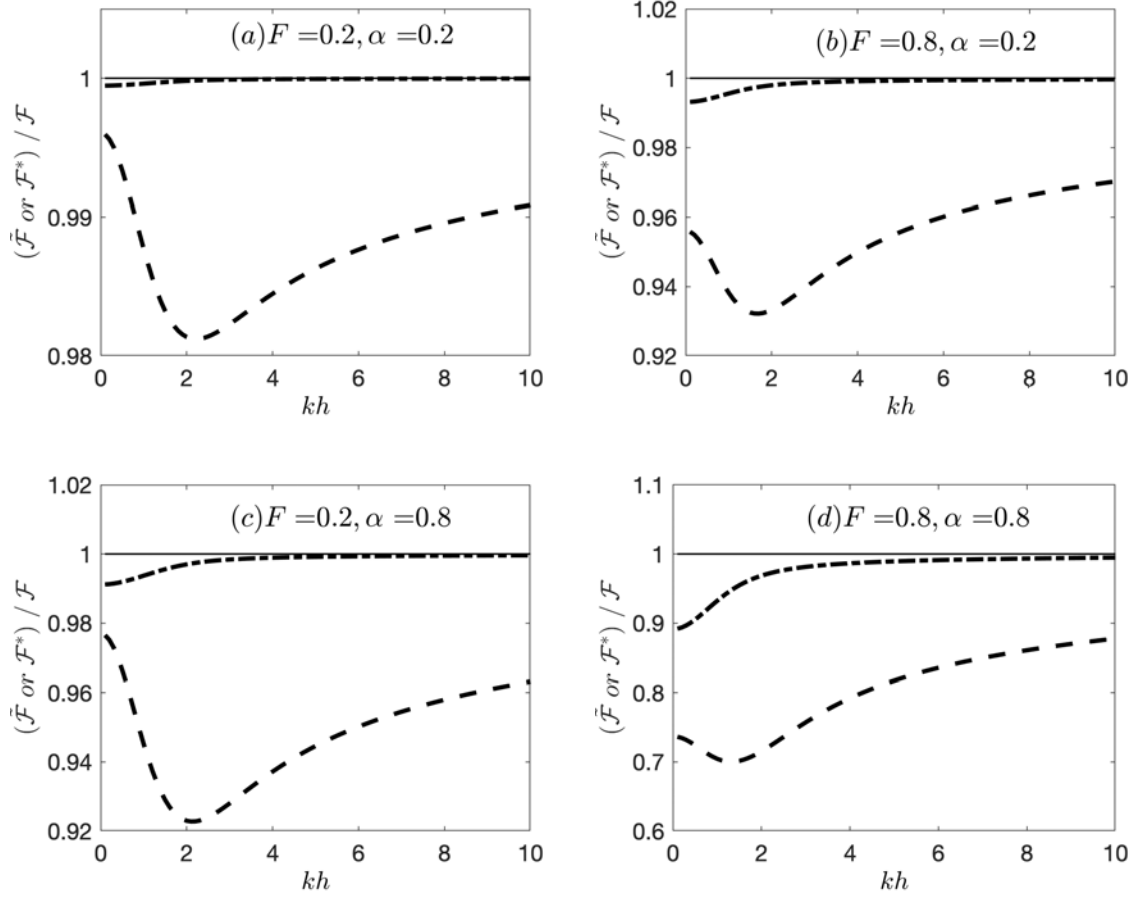 (a)F =0.2, α =0.2
1
0.99
0.98
0 2 4 6 8 10
kh
(ℱ̃ or ℱ*) / ℱ
(b)F =0.8, α =0.2
1.02
1
0.98
0.96
0.94
0.92
0 2 4 6 8 10
kh
(ℱ̃ or ℱ*) / ℱ
(c)F =0.2, α =0.8
1.02
1
0.98
0.96
0.94
0.92
0 2 4 6 8 10
kh
(ℱ̃ or ℱ*) / ℱ
(d)F =0.8, α =0.8
1.1
1
0.9
0.8
0.7
0.6
0 2 4 6 8 10
kh
(ℱ̃ or ℱ*) / ℱ